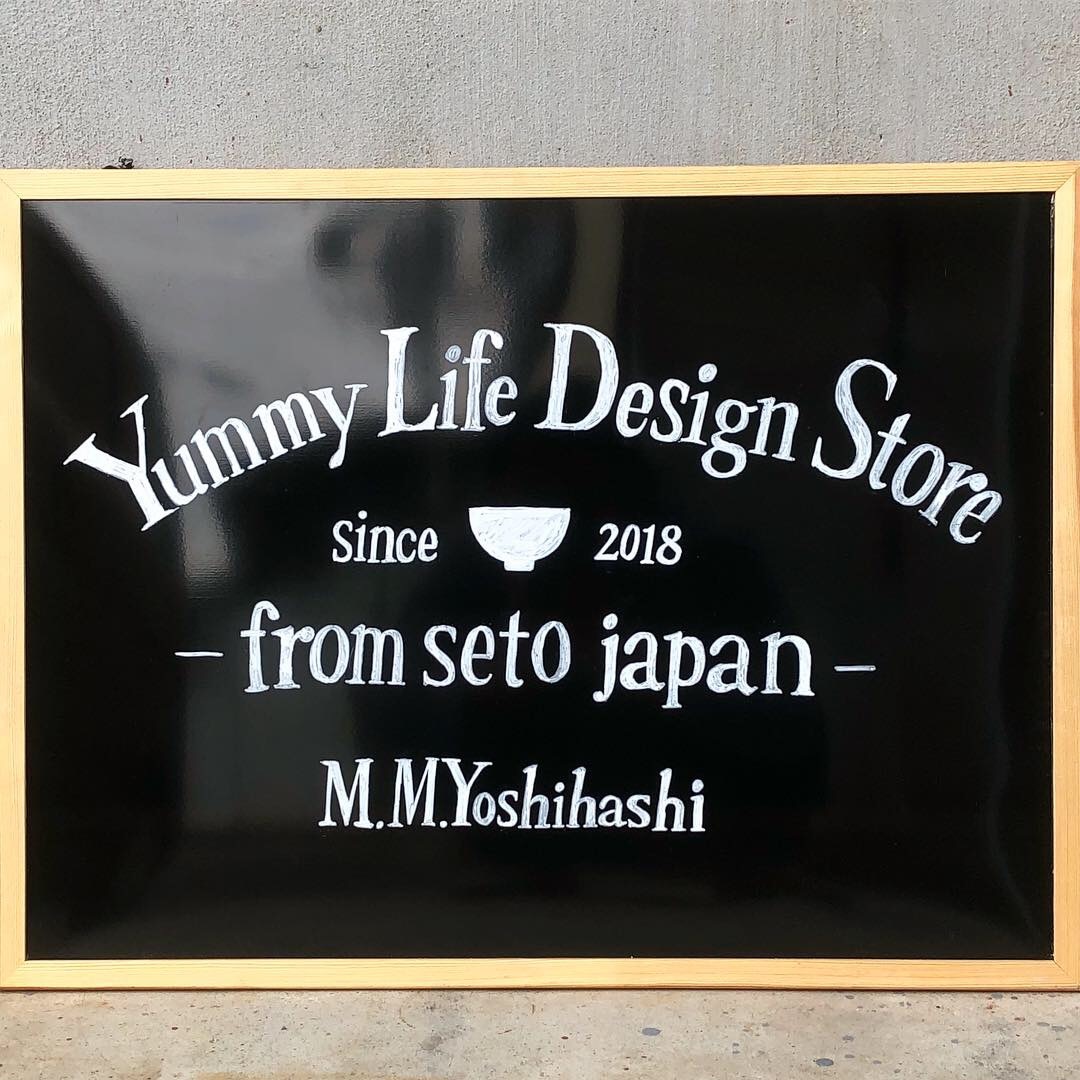 Yummy Life Design Store
since 2018
- from seto japan -
M.M.Yoshihashi